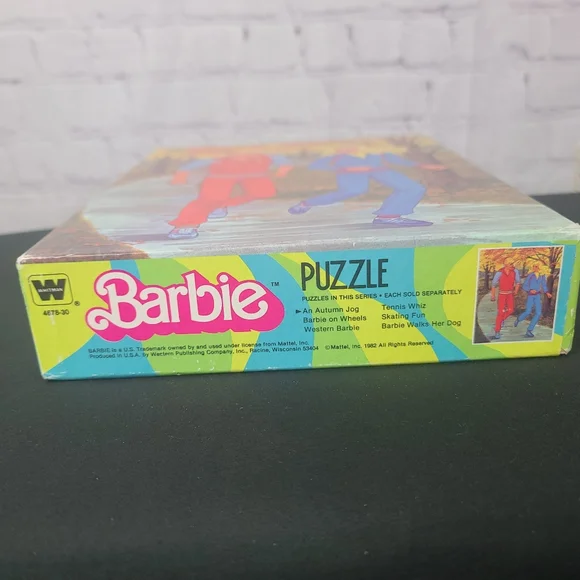 WHITMAN
W
®
4675-30
Barbie™
PUZZLE
PUZZLES IN THIS SERIES • EACH SOLD SEPARATELY
▸An Autumn Jog
Barbie on Wheels
Western Barbie
Tennis Whiz
Skating Fun
Barbie Walks Her Dog
BARBIE is a U.S. Trademark owned by and used under license from Mattel, Inc.
Produced in U.S.A. by Western Publishing Company, Inc., Racine, Wisconsin 53404 ©Mattel, Inc. 1982 All Rights Reserved